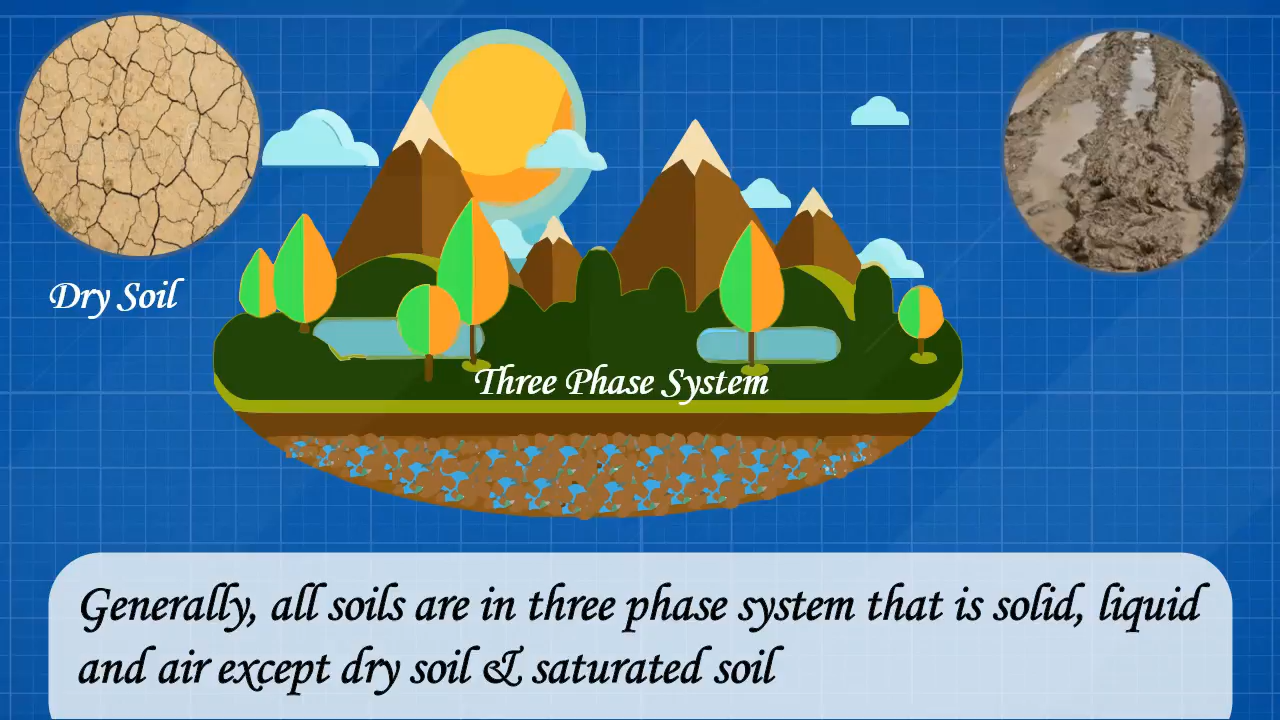 Dry Soil
Three Phase System
Generally, all soils are in three phase system that is solid, liquid
and air except dry soil & saturated soil